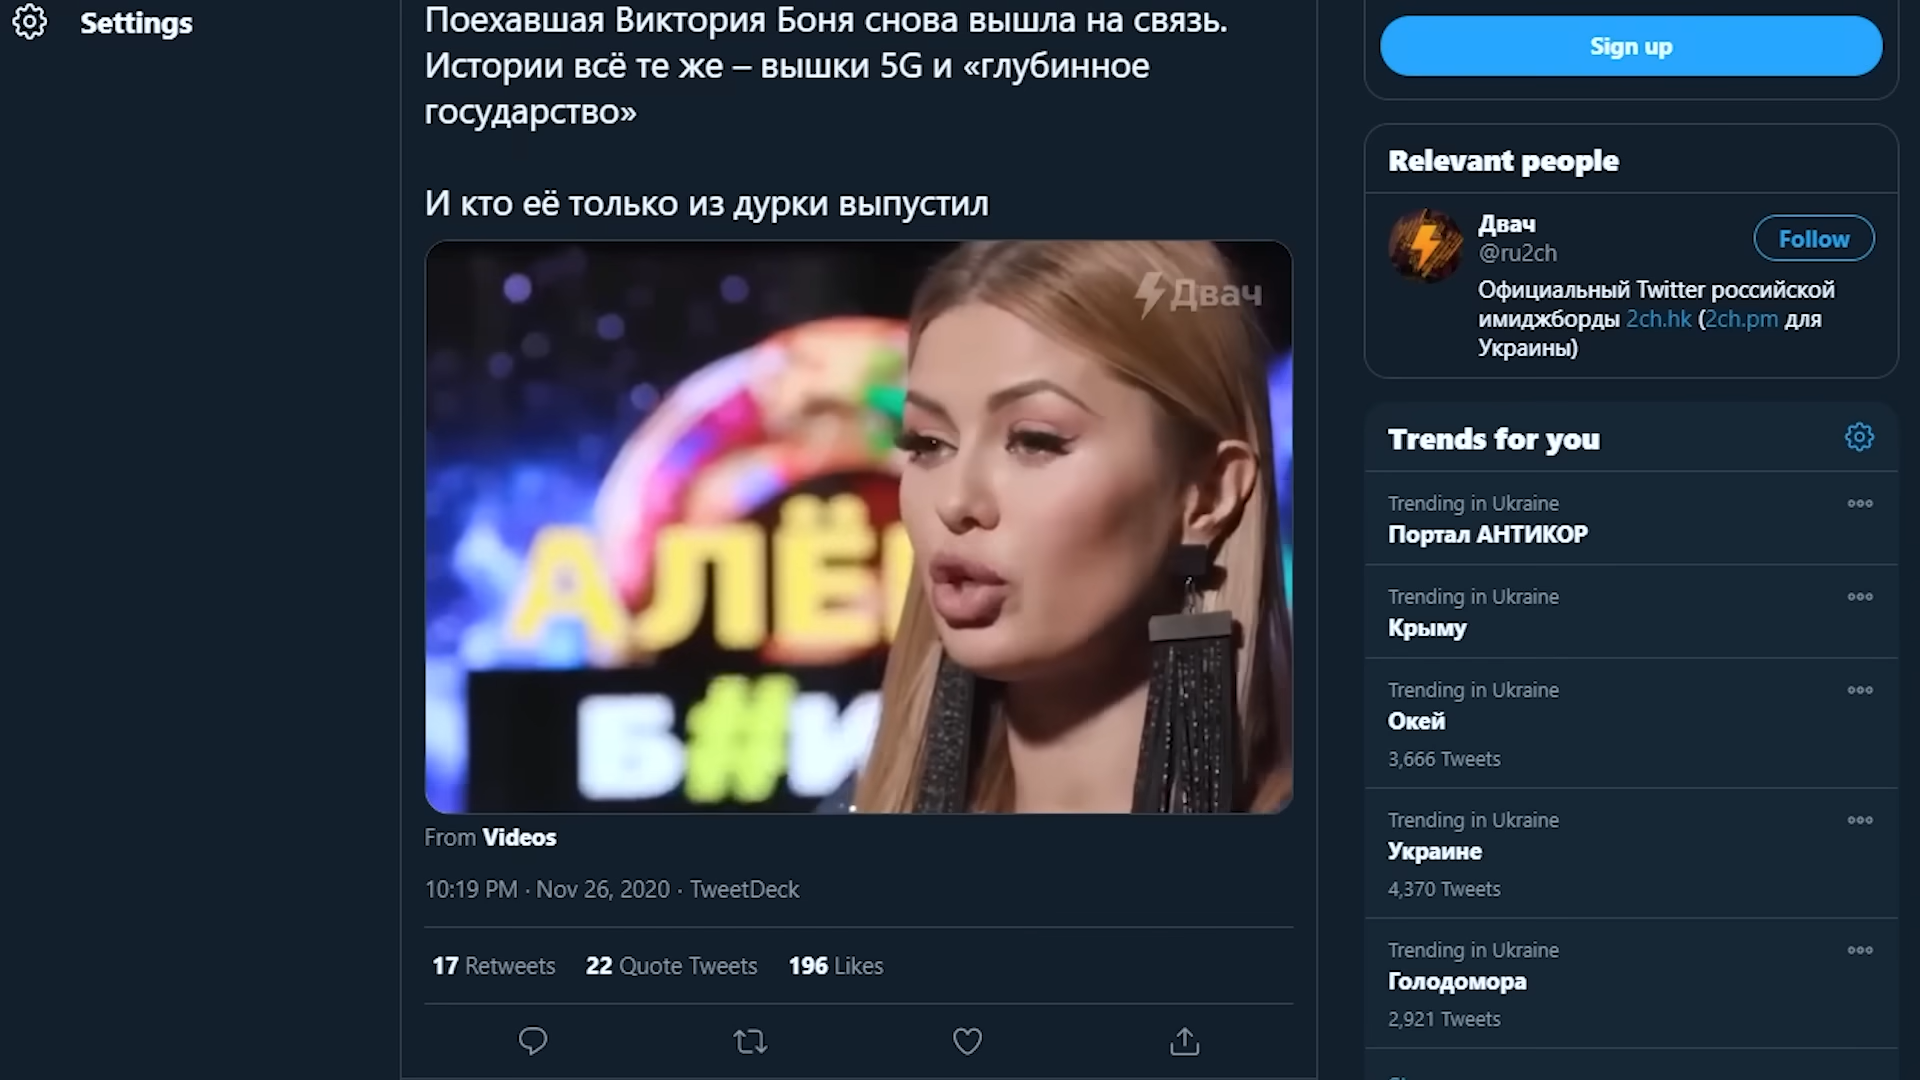 Settings
Поехавшая Виктория Боня снова вышла на связь.
Истории всё те же – вышки 5G и «глубинное
государство»
И кто её только из дурки выпустил
Двач
АЛЁ
Б#И
From Videos
10:19 PM · Nov 26, 2020 · TweetDeck
17 Retweets 22 Quote Tweets 196 Likes
Sign up
Relevant people
Двач
@ru2ch
Follow
Официальный Twitter российской
имиджборды 2ch.hk (2ch.pm для
Украины)
Trends for you
Trending in Ukraine
Портал АНТИКОР
Trending in Ukraine
Крыму
Trending in Ukraine
Окей
3,666 Tweets
Trending in Ukraine
Украине
4,370 Tweets
Trending in Ukraine
Голодомора
2,921 Tweets